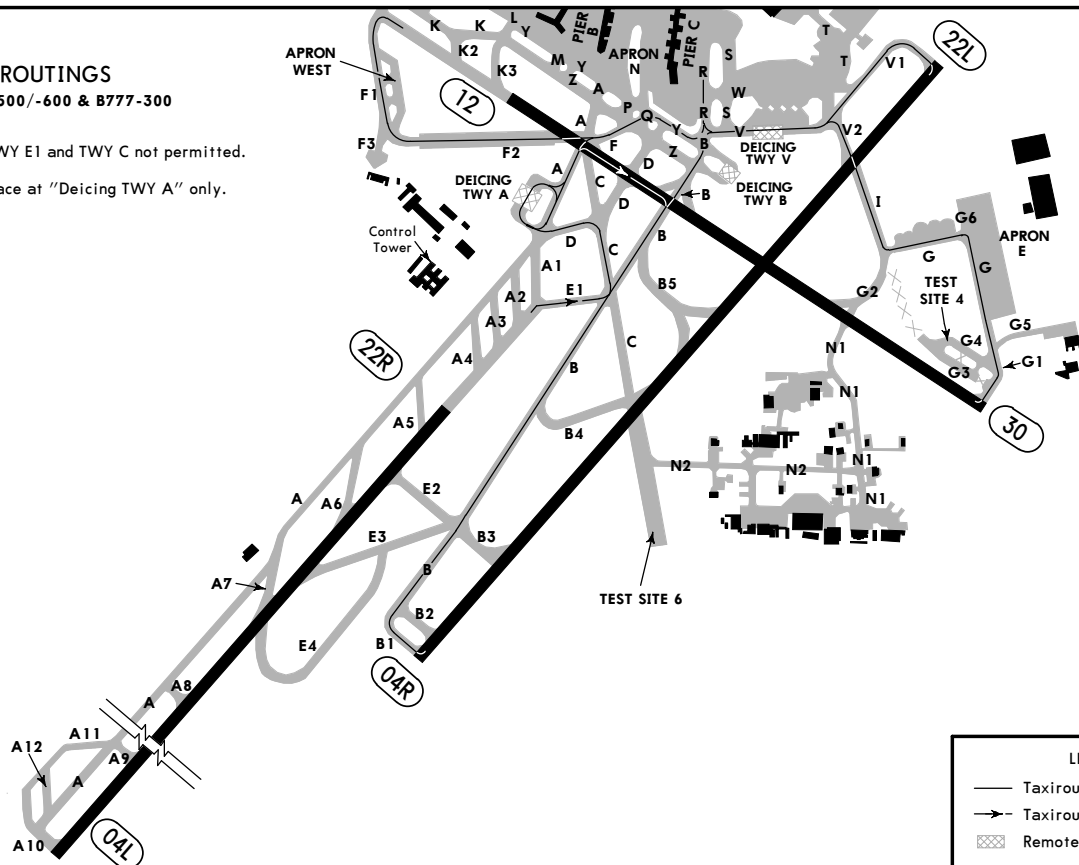 ROUTINGS
500/-600 & B777-300
WY E1 and TWY C not permitted.
ace at "Deicing TWY A" only.
APRON
WEST
K
K
L
Y
K2
K3
PIER
B
PIER C
APRON
N
M
Z
Y
A
P
Q
Y
Z
S
R
W
R
S
T
T
V1
22L
12
F1
F3
F2
A
F
D
B
V
V2
DEICING
TWY V
DEICING
TWY A
A
C
D
B
DEICING
TWY B
Control
Tower
D
C
B
A1
E1
A2
A3
A4
B5
I
G
G6
G
APRON
E
TEST
SITE 4
G2
G4
G5
G3
G1
22R
C
B
N1
N1
30
A5
B4
N2
N2
N1
N1
A
A6
E2
E3
B3
B
A7
TEST SITE 6
E4
B2
B1
04R
A8
A
A11
A12
A9
A
A10
04L
Taxirou
Taxirou
Remote